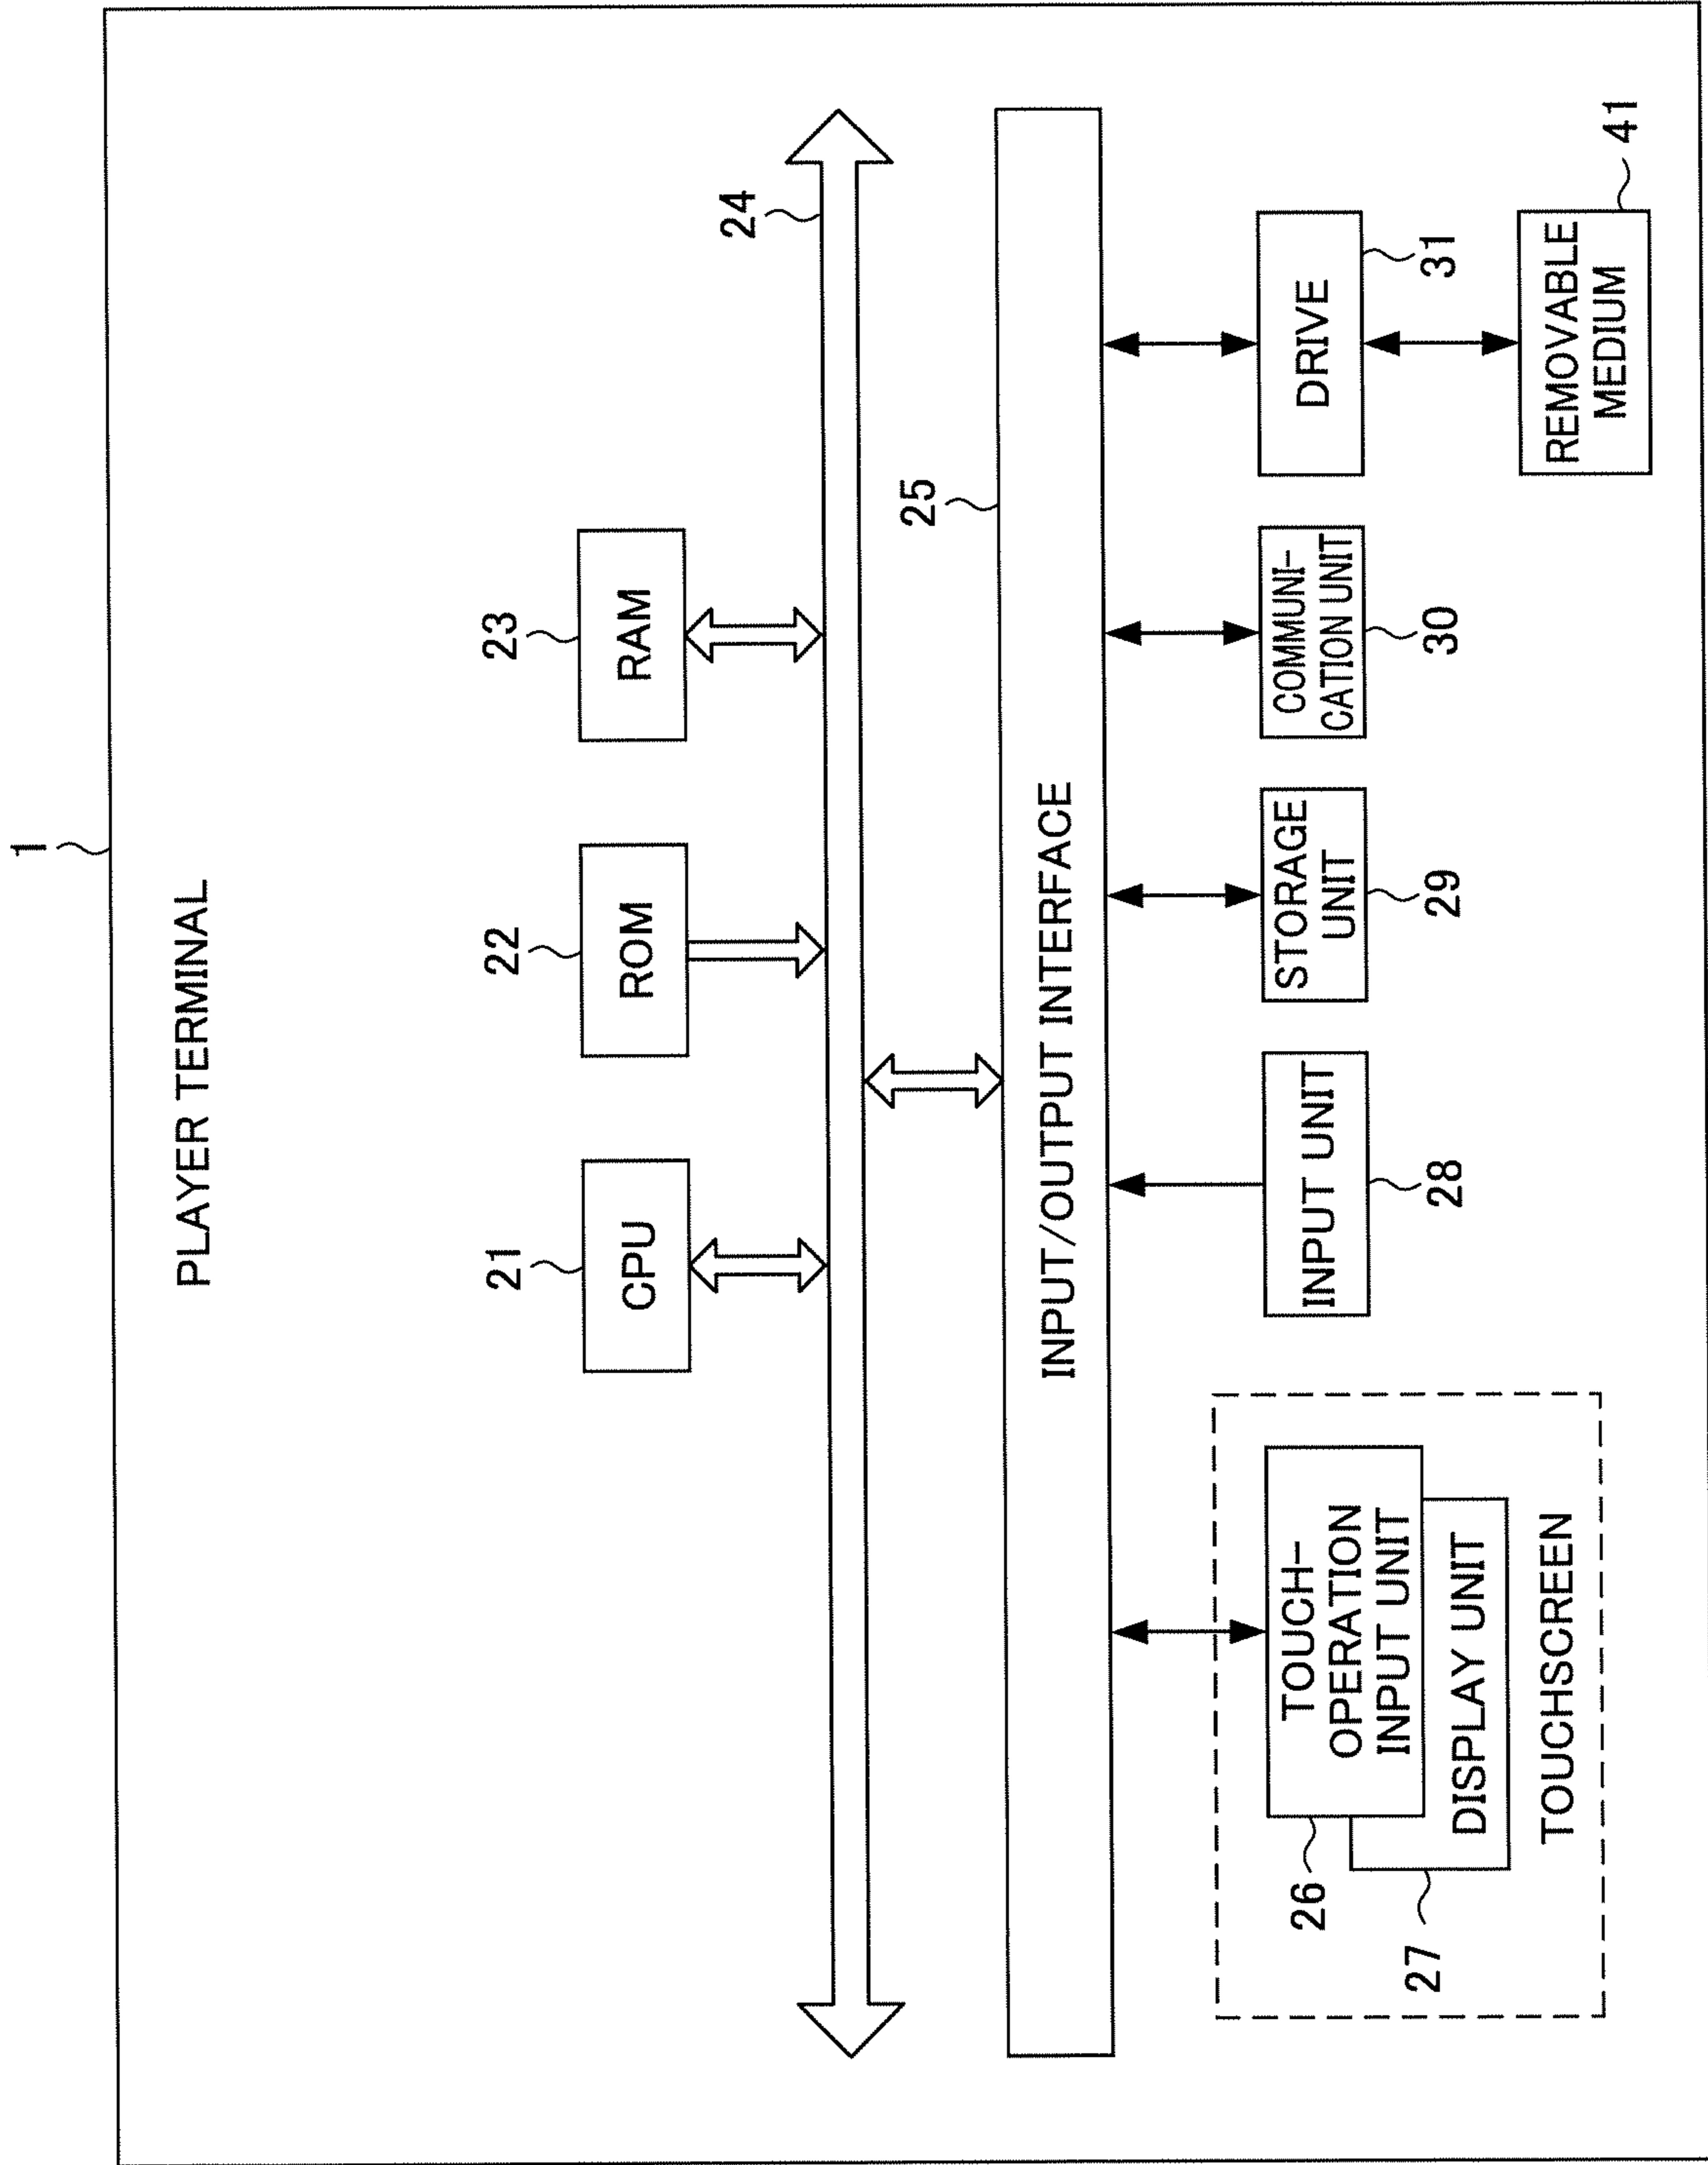 1
PLAYER TERMINAL
21
22
23
CPU
ROM
RAM
24
25
INPUT/OUTPUT INTERFACE
26
TOUCH-
OPERATION
INPUT UNIT
27
DISPLAY UNIT
TOUCHSCREEN
INPUT UNIT
28
STORAGE
UNIT
29
COMMUNI-
CATION UNIT
30
DRIVE
31
REMOVABLE
MEDIUM
41